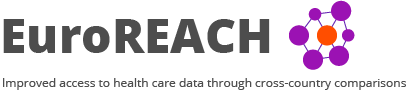 EuroREACH
Improved access to health care data through cross-country comparisons